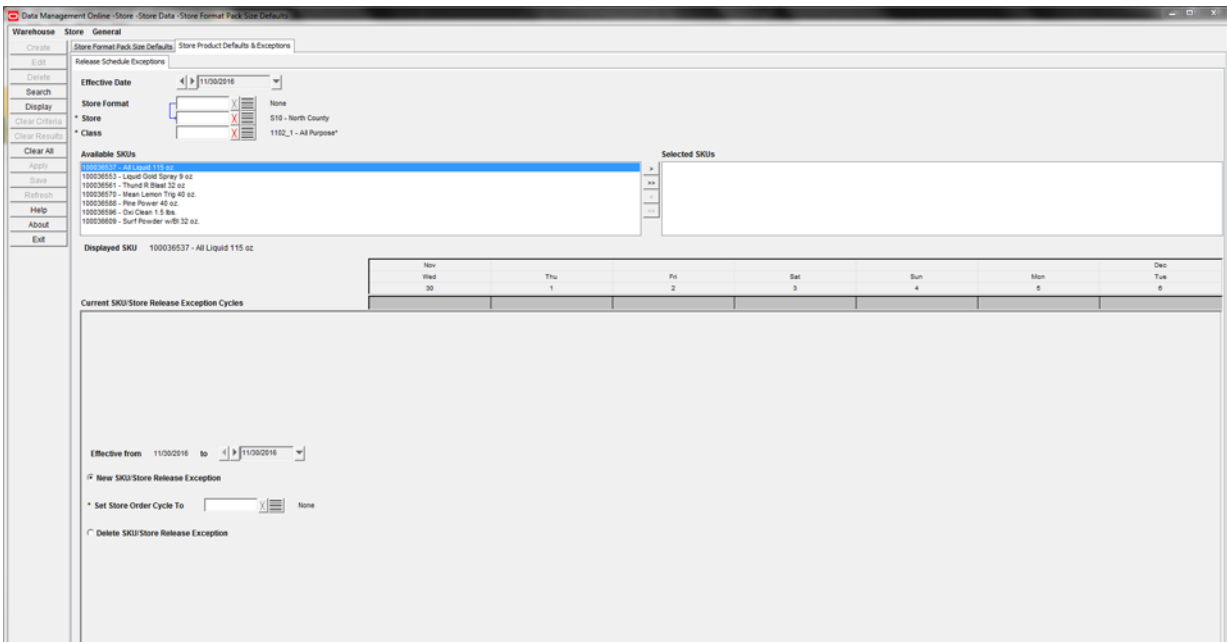 Data Management Online -Store -Store Data -Store Format Pack Size Defaults
Warehouse Store General
Create
Edit
Delete
Search
Display
Clear Criteria
Clear Results
Clear All
Apply
Save
Refresh
Help
About
Exit
Store Format Pack Size Defaults Store Product Defaults & Exceptions
Release Schedule Exceptions
Effective Date 11/30/2016
Store Format X None
* Store X S10 - North County
* Class X 1102_1 - All Purpose*
Available SKUs Selected SKUs
100036537 - All Liquid 115 oz
100036553 - Liquid Gold Spray 9 oz
100036561 - Thund R Blast 32 oz
100036570 - Mean Lemon Trig 40 oz.
100036588 - Pine Power 40 oz.
100036596 - Oxi Clean 1.5 lbs.
100036609 - Surf Powder w/Bl 32 oz.
>
>>
<
<<
Displayed SKU 100036537 - All Liquid 115 oz
Nov Dec
Wed Thu Fri Sat Sun Mon Tue
30 1 2 3 4 5 6
Current SKU/Store Release Exception Cycles
Effective from 11/30/2016 to 11/30/2016
New SKU/Store Release Exception
* Set Store Order Cycle To X None
Delete SKU/Store Release Exception